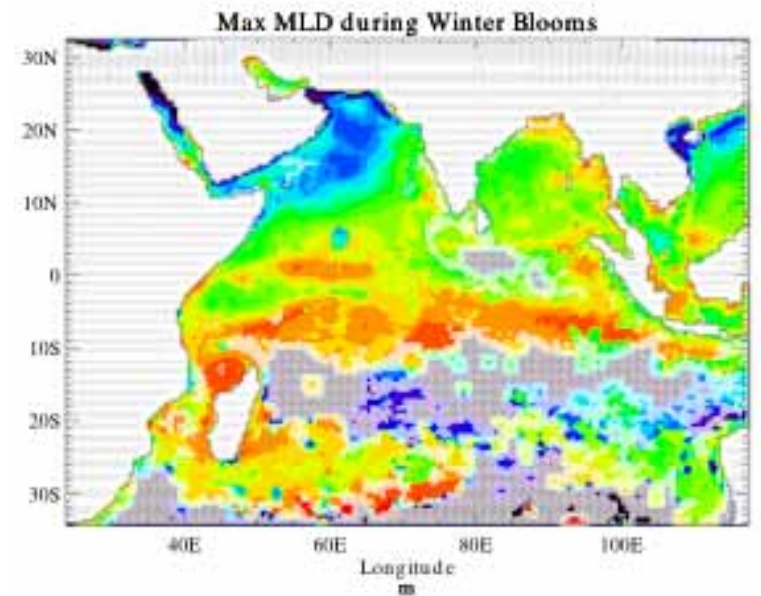 Max MLD during Winter Blooms
30N
20N
10N
0
10S
20S
30S
40E 60E 80E 100E
Longitude
m